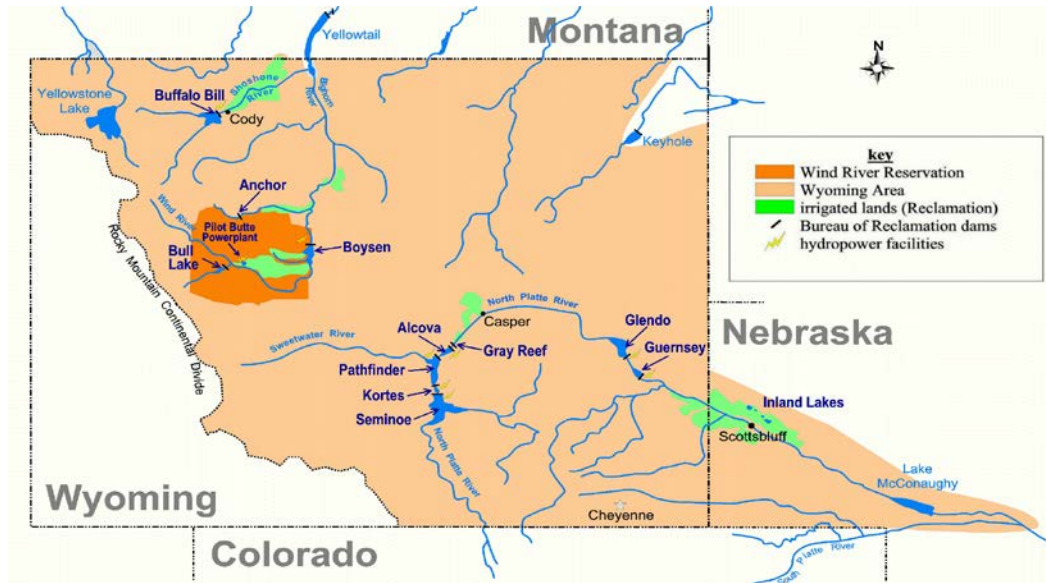 Montana
Yellowtail
N
Shoshone
River
Bighorn
River
Yellowstone
Lake
Buffalo Bill
Cody
Keyhole
key
Wind River Reservation
Wyoming Area
irrigated lands (Reclamation)
Bureau of Reclamation dams
hydropower facilities
Anchor
Wind River
Pilot Butte
Powerplant
Bull
Lake
Boysen
Rocky Mountain Continental Divide
North Platte River
Casper
Sweetwater River
Alcova
Gray Reef
Glendo
Guernsey
Nebraska
Pathfinder
Kortes
Seminoe
Inland Lakes
Scottsbluff
North Platte River
Lake
McConaughy
Wyoming
Cheyenne
Colorado
South Platte River